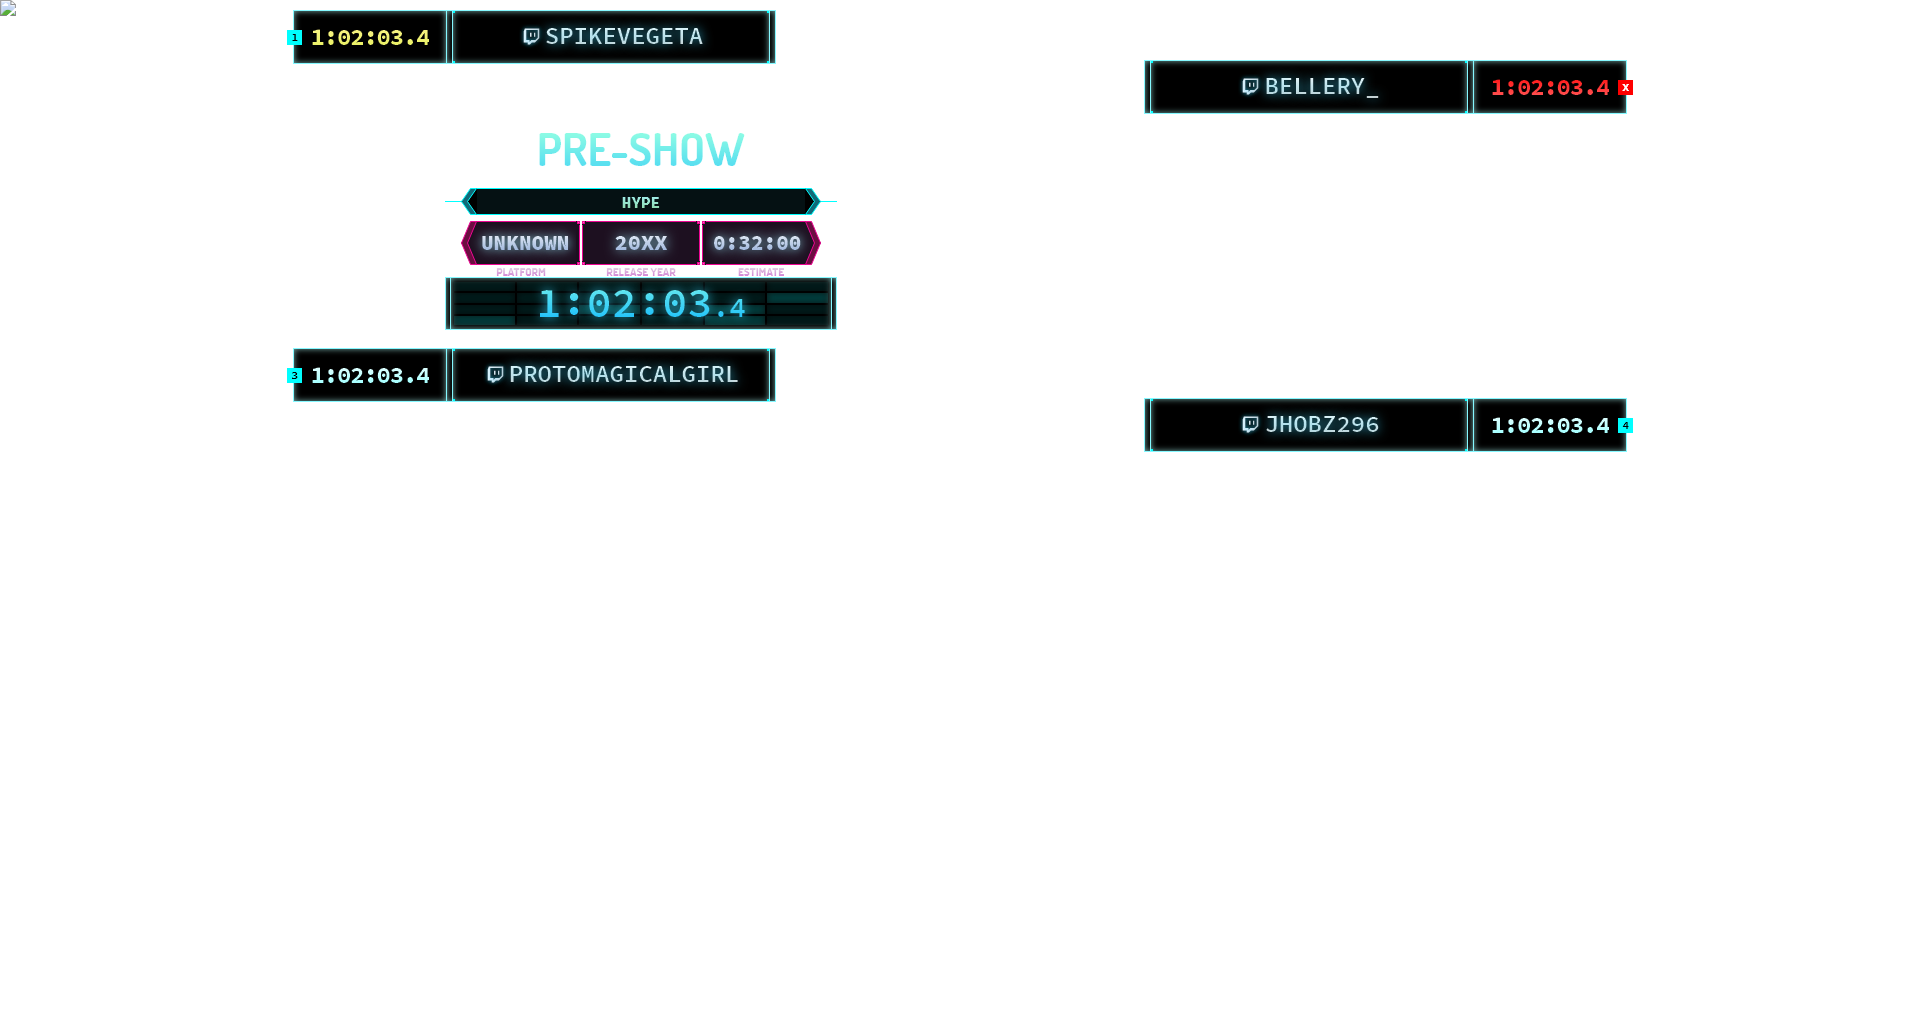 1 1:02:03.4 SPIKEVEGETA
BELLERY_ 1:02:03.4 X
PRE-SHOW
HYPE
UNKNOWN 20XX 0:32:00
PLATFORM RELEASE YEAR ESTIMATE
1:02:03.4
3 1:02:03.4 PROTOMAGICALGIRL
JHOBZ296 1:02:03.4 4